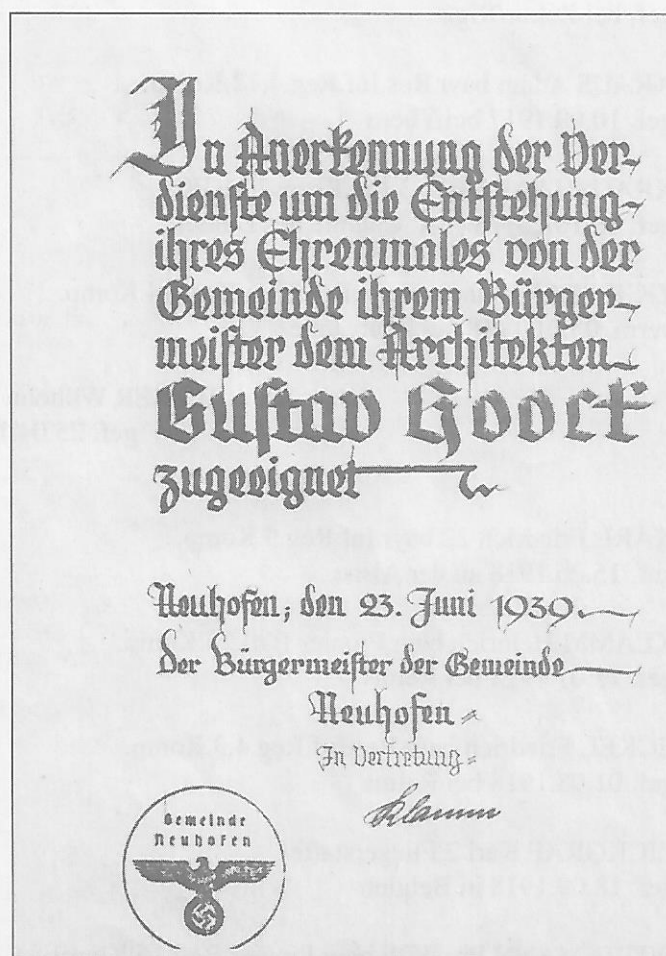 In Anerkennung der Ver-
dienste um die Entstehung
ihres Ehrenmales von der
Gemeinde ihrem Bürger-
meister dem Architekten
Gustav Hoock
zugeeignet
Neuhofen, den 23. Juni 1939.
Der Bürgermeister der Gemeinde
Neuhofen
In Vertretung
Klamm
Gemeinde
Neuhofen